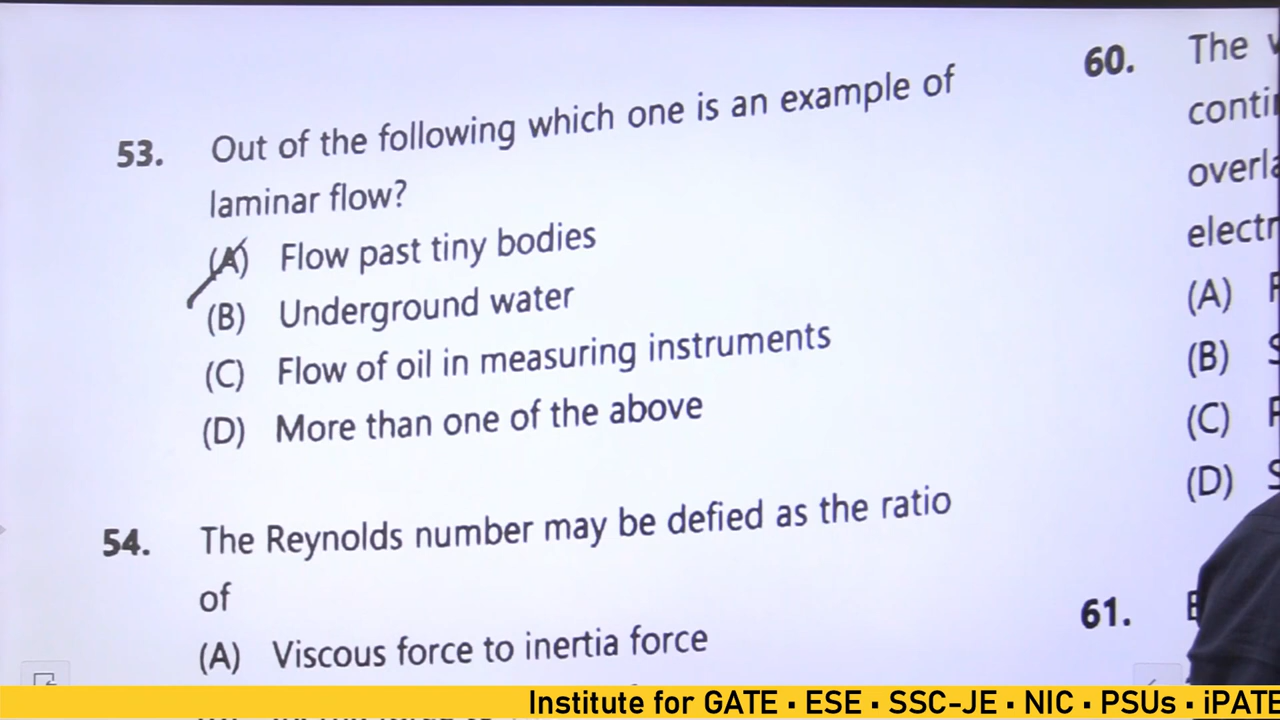 53. Out of the following which one is an example of
laminar flow?
(A) Flow past tiny bodies
(B) Underground water
(C) Flow of oil in measuring instruments
(D) More than one of the above
54. The Reynolds number may be defied as the ratio
of
(A) Viscous force to inertia force
60. The
(A)
(B)
(C)
(D)
61.
Institute for GATE ▪ ESE ▪ SSC-JE ▪ NIC ▪ PSUs ▪ iPATE